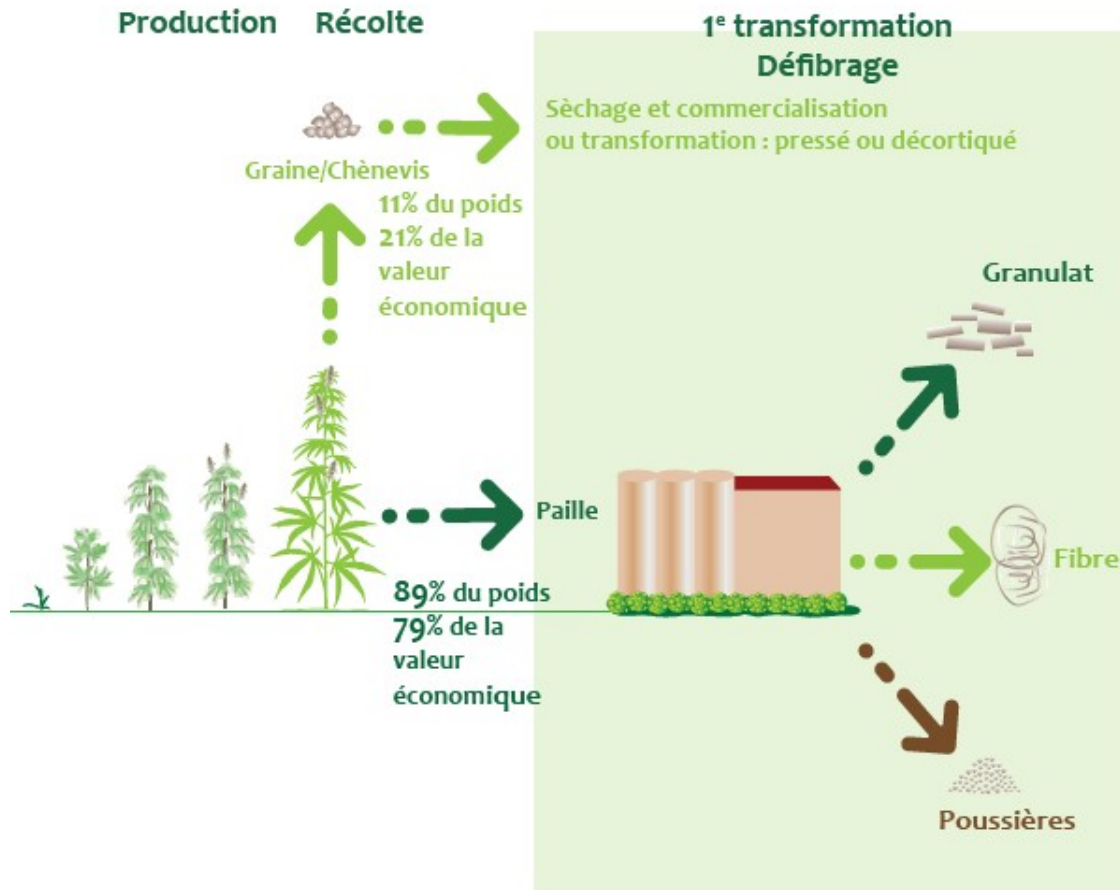 Production
Récolte
1e transformation
Défibrage
Sèchage et commercialisation
ou transformation : pressé ou décortiqué
Graine/Chènevis
11% du poids
21% de la
valeur
économique
Granulat
Paille
Fibre
89% du poids
79% de la
valeur
économique
Poussières